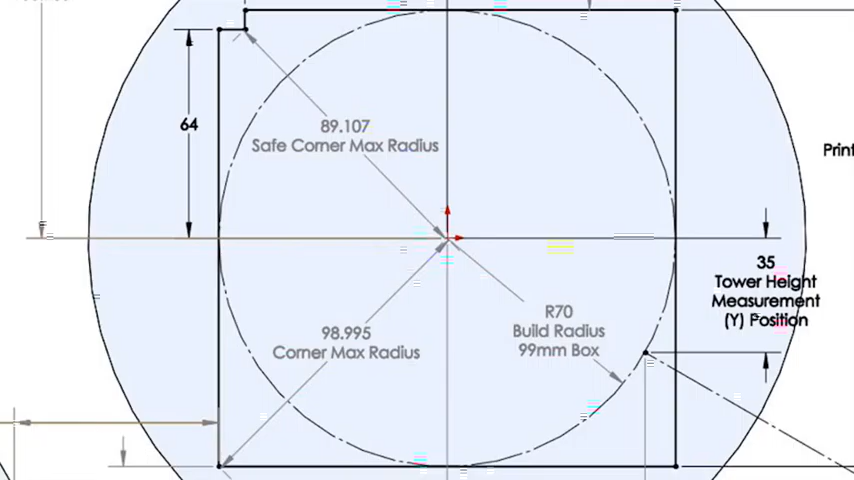 64
89.107
Safe Corner Max Radius
Print
35
Tower Height
Measurement
(Y) Position
R70
Build Radius
99mm Box
98.995
Corner Max Radius